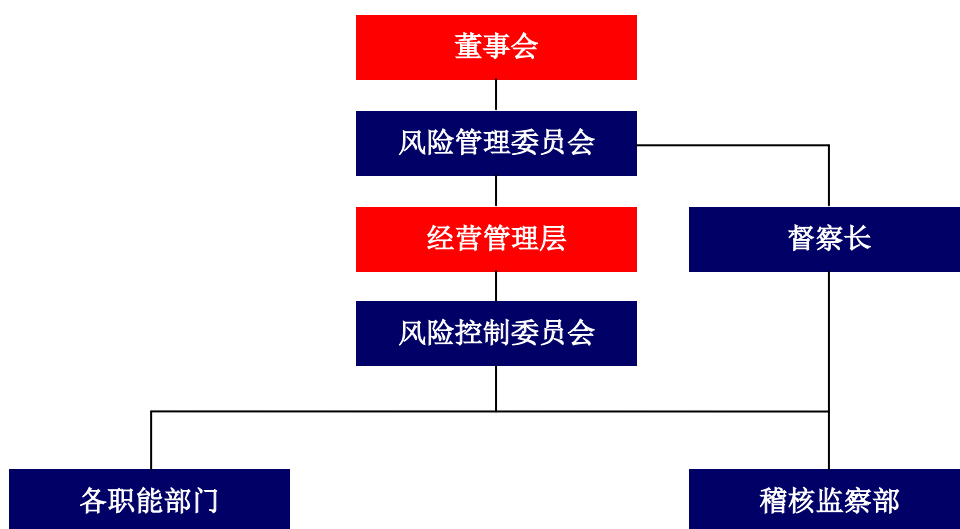 董事会
风险管理委员会
经营管理层
督察长
风险控制委员会
各职能部门
稽核监察部